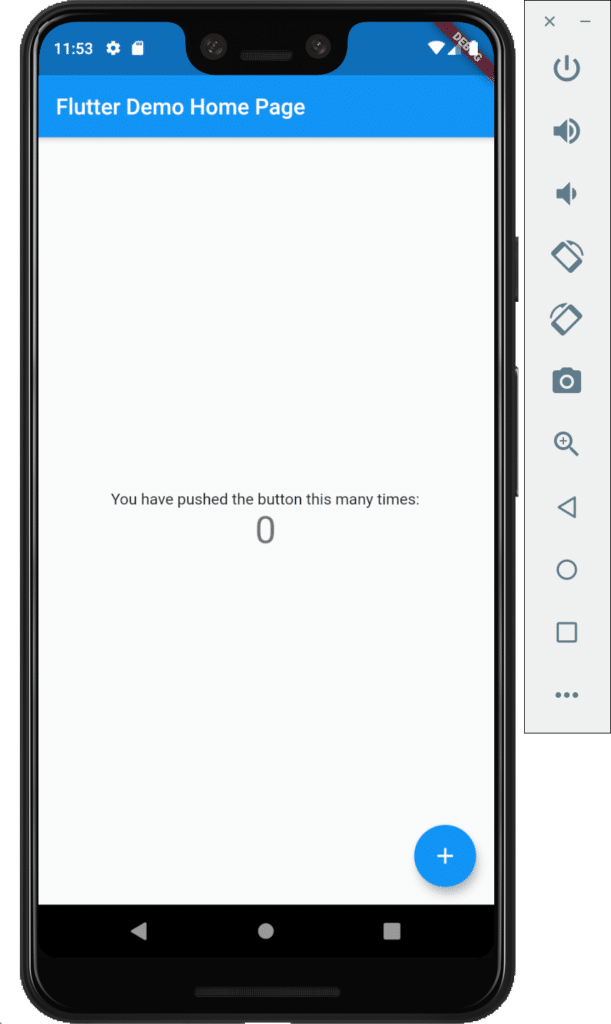 11:53
DEBUG
Flutter Demo Home Page
You have pushed the button this many times:
0